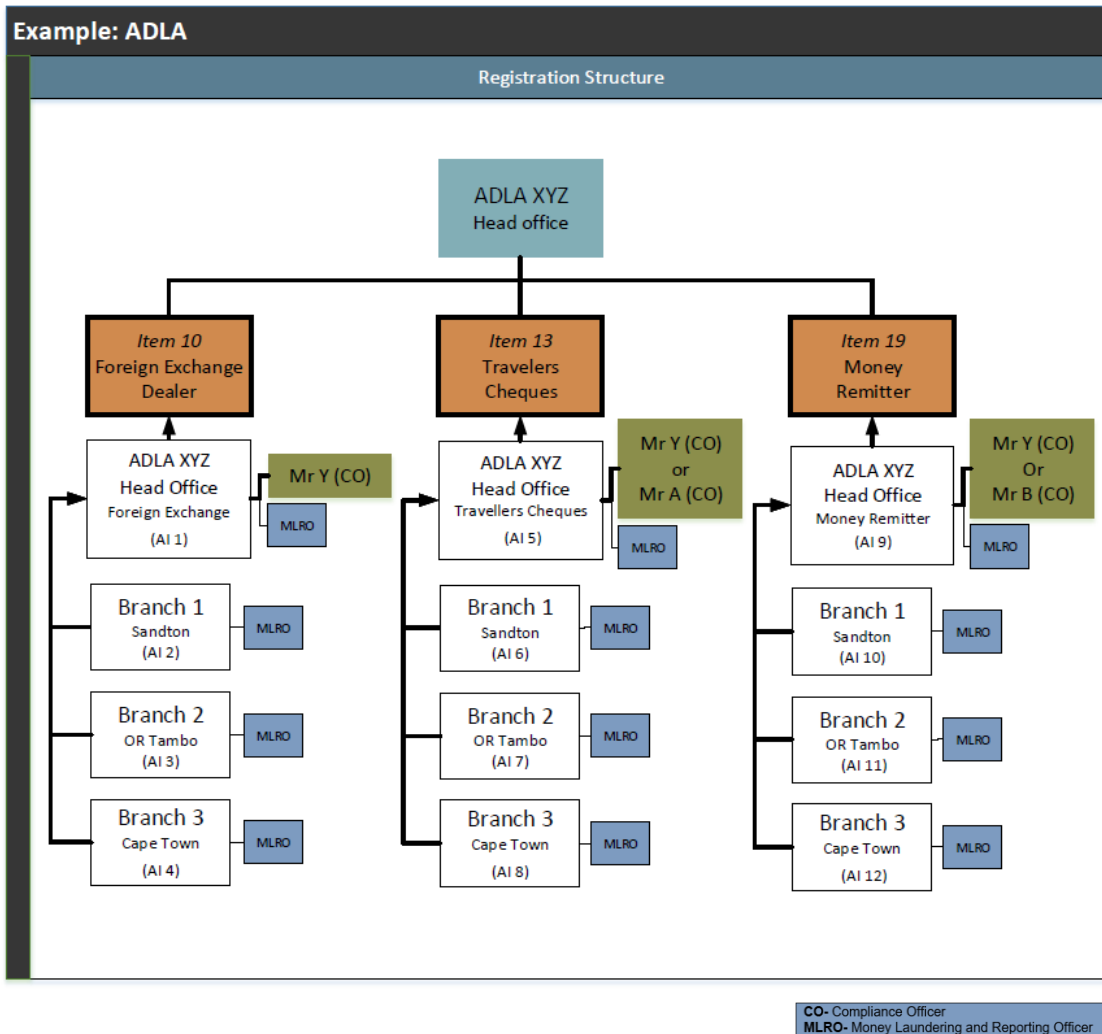 Example: ADLA
Registration Structure
ADLA XYZ
Head office
Item 10
Foreign Exchange
Dealer
Item 13
Travelers
Cheques
Item 19
Money
Remitter
ADLA XYZ
Head Office
Foreign Exchange
(AI 1)
Mr Y (CO)
MLRO
ADLA XYZ
Head Office
Travellers Cheques
(AI 5)
Mr Y (CO)
or
Mr A (CO)
MLRO
ADLA XYZ
Head Office
Money Remitter
(AI 9)
Mr Y (CO)
Or
Mr B (CO)
MLRO
Branch 1
Sandton
(AI 2)
MLRO
Branch 1
Sandton
(AI 6)
MLRO
Branch 1
Sandton
(AI 10)
MLRO
Branch 2
OR Tambo
(AI 3)
MLRO
Branch 2
OR Tambo
(AI 7)
MLRO
Branch 2
OR Tambo
(AI 11)
MLRO
Branch 3
Cape Town
(AI 4)
MLRO
Branch 3
Cape Town
(AI 8)
MLRO
Branch 3
Cape Town
(AI 12)
MLRO
CO- Compliance Officer
MLRO- Money Laundering and Reporting Officer